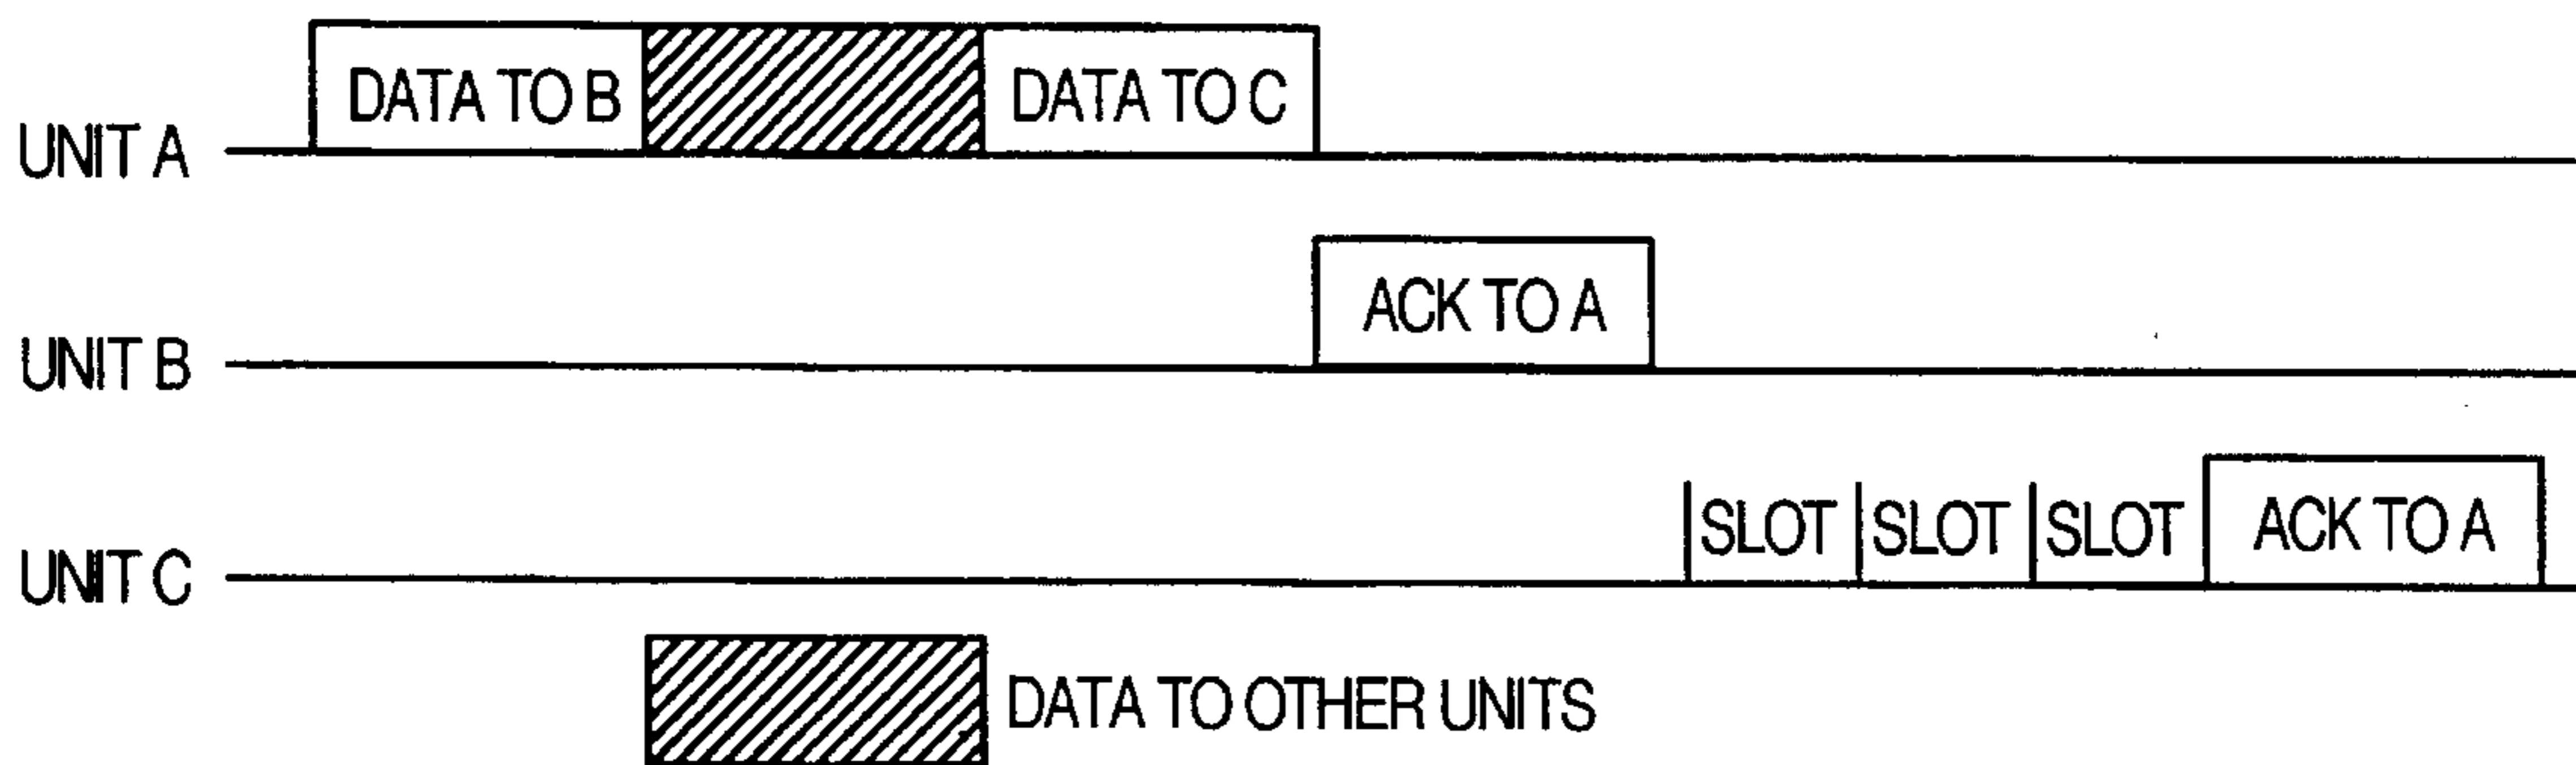 DATA TO B
DATA TO C
UNIT A
ACK TO A
UNIT B
SLOT SLOT SLOT ACK TO A
UNIT C
DATA TO OTHER UNITS